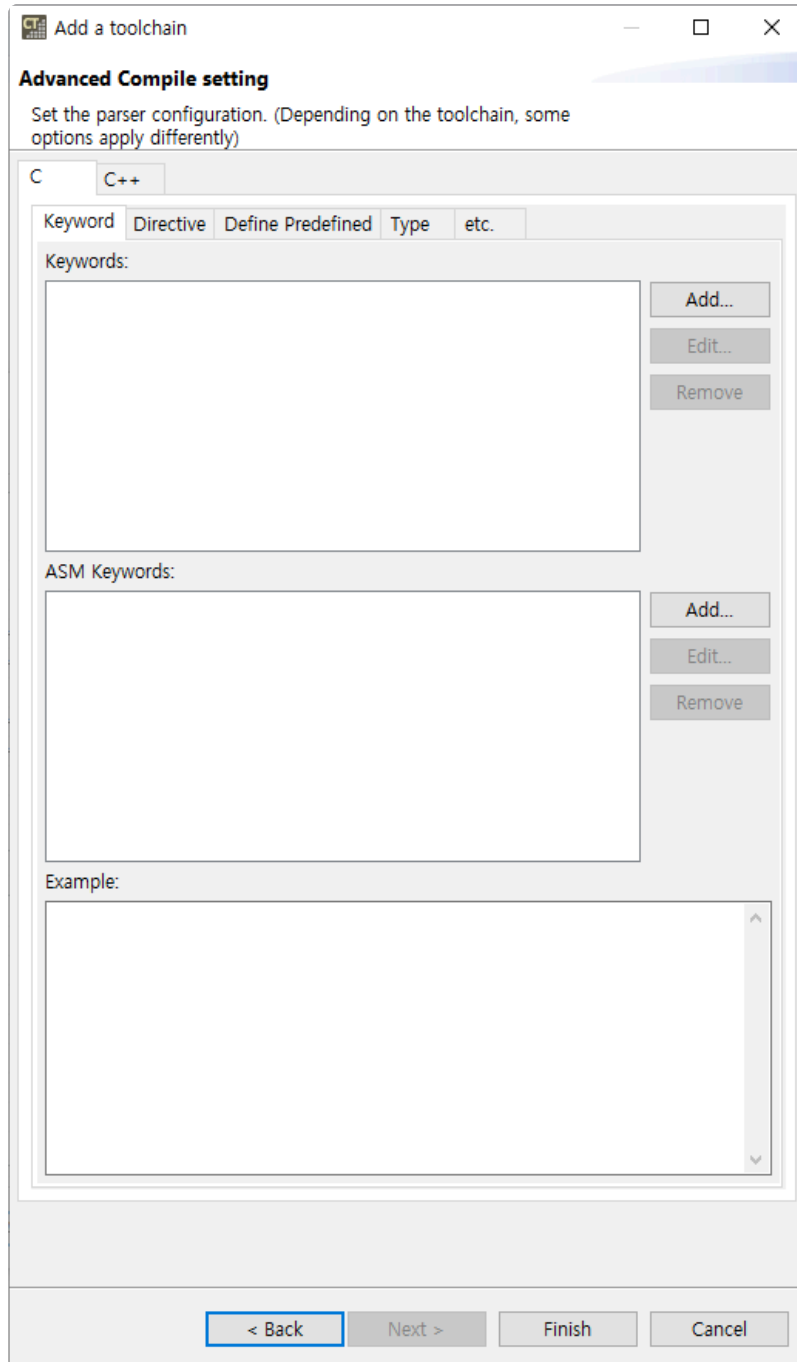 CT
Add a toolchain
Advanced Compile setting
Set the parser configuration. (Depending on the toolchain, some
options apply differently)
C C++
Keyword Directive Define Predefined Type etc.
Keywords:
Add...
Edit...
Remove
ASM Keywords:
Add...
Edit...
Remove
Example:
< Back Next > Finish Cancel